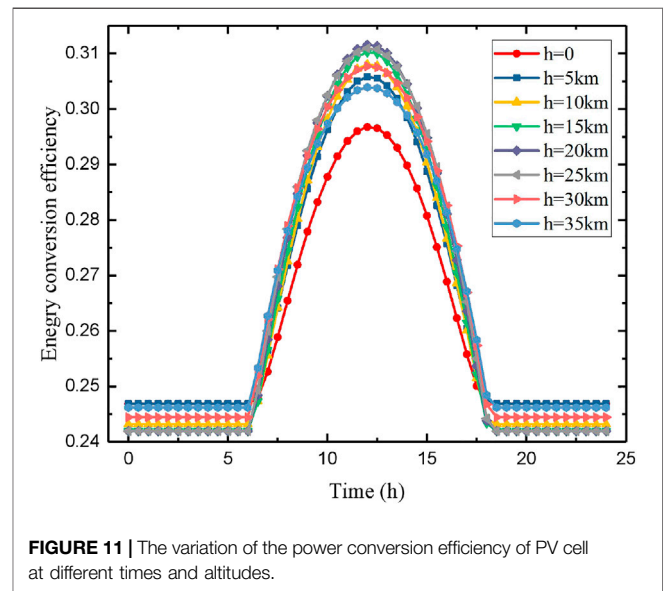 0.31
0.30
0.29
0.28
0.27
0.26
0.25
0.24
Enegry conversion efficiency
h=0
h=5km
h=10km
h=15km
h=20km
h=25km
h=30km
h=35km
0 5 10 15 20 25
Time (h)
FIGURE 11 | The variation of the power conversion efficiency of PV cell
at different times and altitudes.